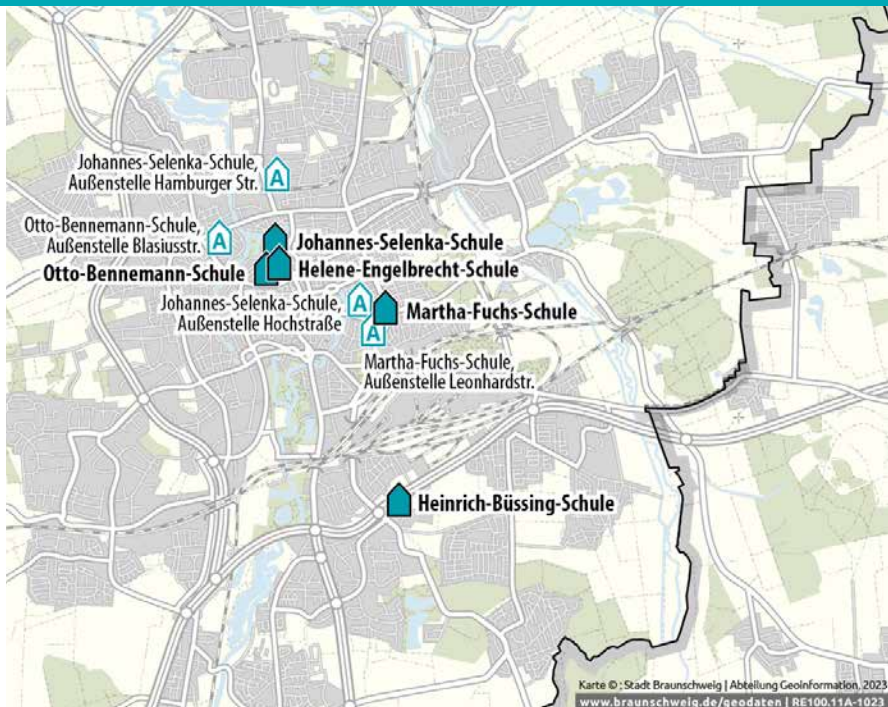 Johannes-Selenka-Schule,
Außenstelle Hamburger Str.
A
Otto-Bennemann-Schule,
Außenstelle Blasiusstr.
A
Johannes-Selenka-Schule
Otto-Bennemann-Schule
Helene-Engelbrecht-Schule
Johannes-Selenka-Schule,
Außenstelle Hochstraße
A
Martha-Fuchs-Schule
A
Martha-Fuchs-Schule,
Außenstelle Leonhardstr.
Heinrich-Büssing-Schule
Karte © ; Stadt Braunschweig | Abteilung Geoinformation, 2023
www.braunschweig.de/geodaten | RE100.11A-1023